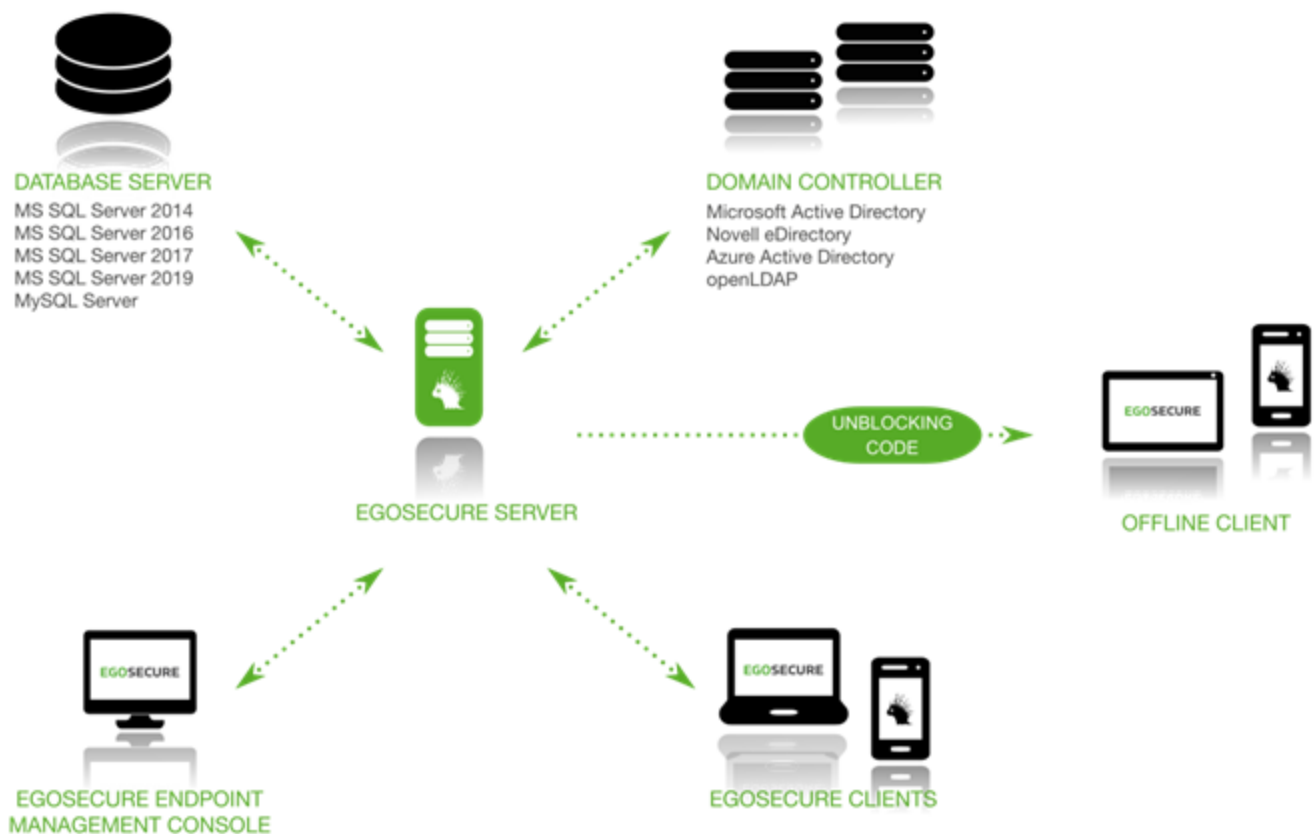 DATABASE SERVER
MS SQL Server 2014
MS SQL Server 2016
MS SQL Server 2017
MS SQL Server 2019
MySQL Server
DOMAIN CONTROLLER
Microsoft Active Directory
Novell eDirectory
Azure Active Directory
openLDAP
EGOSECURE SERVER
UNBLOCKING
CODE
EGOSECURE
OFFLINE CLIENT
EGOSECURE
EGOSECURE ENDPOINT
MANAGEMENT CONSOLE
EGOSECURE
EGOSECURE CLIENTS